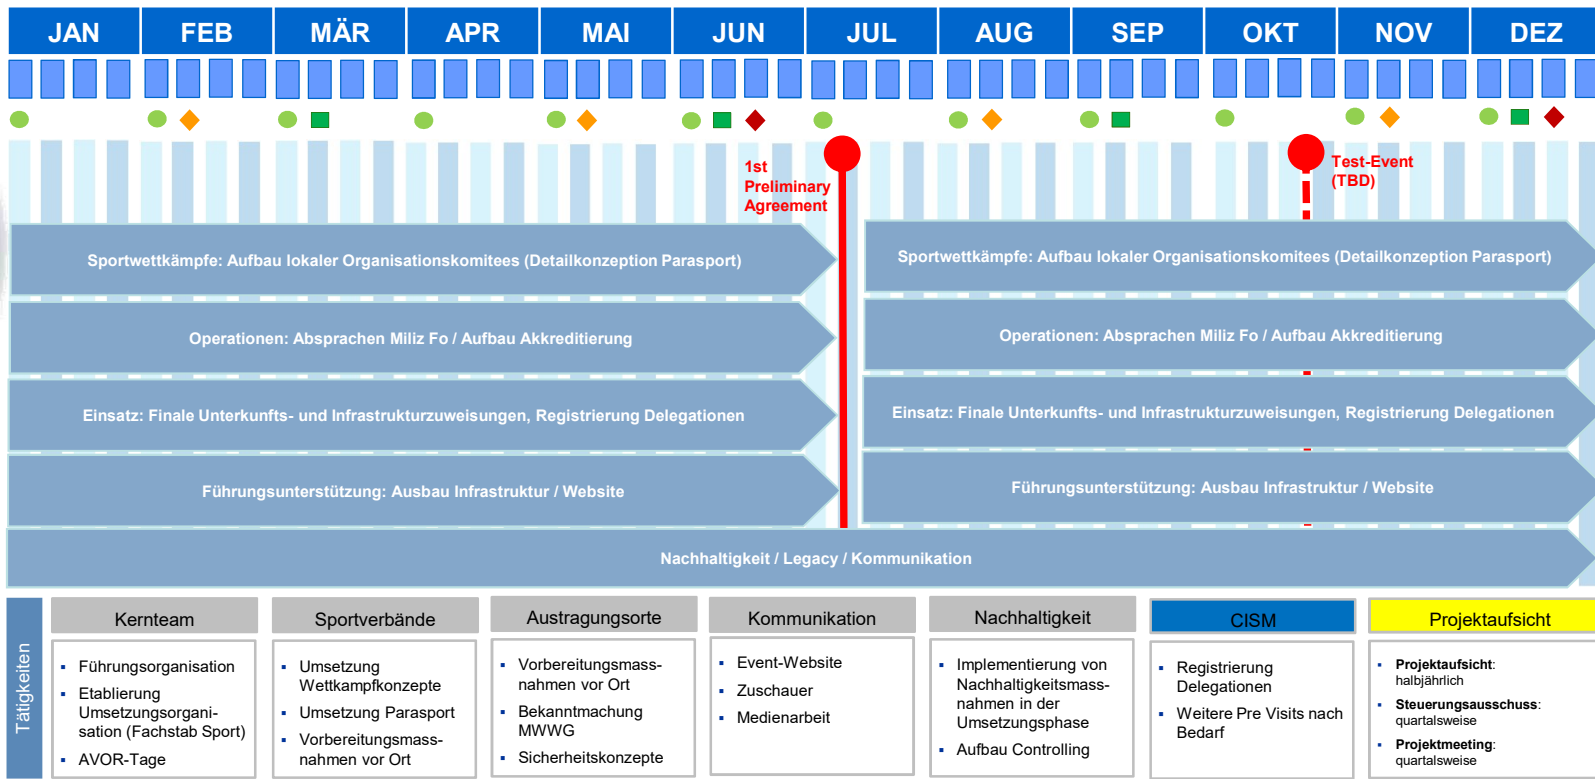 JAN FEB MÄR APR MAI JUN JUL AUG SEP OKT NOV DEZ
1st
Preliminary
Agreement
Test-Event
(TBD)
Sportwettkämpfe: Aufbau lokaler Organisationskomitees (Detailkonzeption Parasport)
Sportwettkämpfe: Aufbau lokaler Organisationskomitees (Detailkonzeption Parasport)
Operationen: Absprachen Miliz Fo / Aufbau Akkreditierung
Operationen: Absprachen Miliz Fo / Aufbau Akkreditierung
Einsatz: Finale Unterkunfts- und Infrastrukturzuweisungen, Registrierung Delegationen
Einsatz: Finale Unterkunfts- und Infrastrukturzuweisungen, Registrierung Delegationen
Führungsunterstützung: Ausbau Infrastruktur / Website
Führungsunterstützung: Ausbau Infrastruktur / Website
Nachhaltigkeit / Legacy / Kommunikation
Tätigkeiten
Kernteam
▪ Führungsorganisation
▪ Etablierung
Umsetzungsorgani-
sation (Fachstab Sport)
▪ AVOR-Tage
Sportverbände
▪ Umsetzung
Wettkampfkonzepte
▪ Umsetzung Parasport
▪ Vorbereitungsmass-
nahmen vor Ort
Austragungsorte
▪ Vorbereitungsmass-
nahmen vor Ort
▪ Bekanntmachung
MWWG
▪ Sicherheitskonzepte
Kommunikation
▪ Event-Website
▪ Zuschauer
▪ Medienarbeit
Nachhaltigkeit
▪ Implementierung von
Nachhaltigkeitsmass-
nahmen in der
Umsetzungsphase
▪ Aufbau Controlling
CISM
▪ Registrierung
Delegationen
▪ Weitere Pre Visits nach
Bedarf
Projektaufsicht
▪ Projektaufsicht:
halbjährlich
▪ Steuerungsausschuss:
quartalsweise
▪ Projektmeeting:
quartalsweise